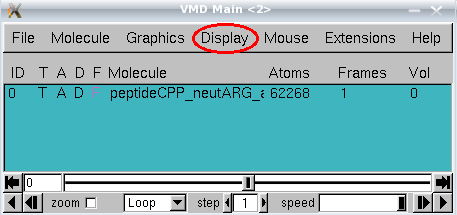 VMD Main <2>
File Molecule Graphics Display Mouse Extensions Help
ID T A D F Molecule Atoms Frames Vol
0 T A D F peptideCPP_neutARG_a 62268 1 0
0
zoom Loop step 1 speed